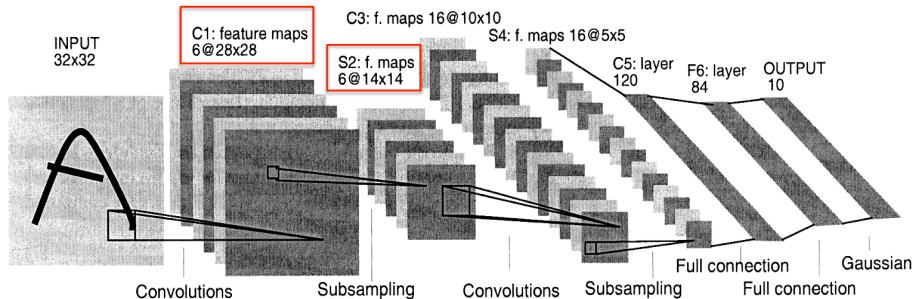 INPUT
32x32
C1: feature maps
6@28x28
S2: f. maps
6@14x14
C3: f. maps 16@10x10
S4: f. maps 16@5x5
C5: layer
120
F6: layer
84
OUTPUT
10
Convolutions
Subsampling
Convolutions
Subsampling
Full connection
Full connection
Gaussian